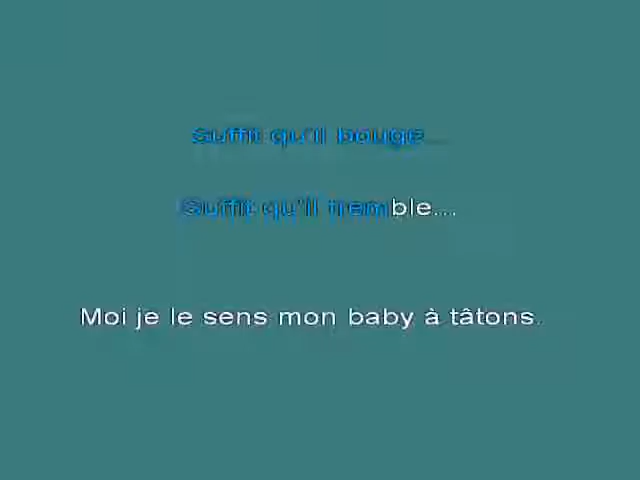 Suffit qu'il bouge...
Suffit qu'il tremble...
Moi je le sens mon baby à tâtons.